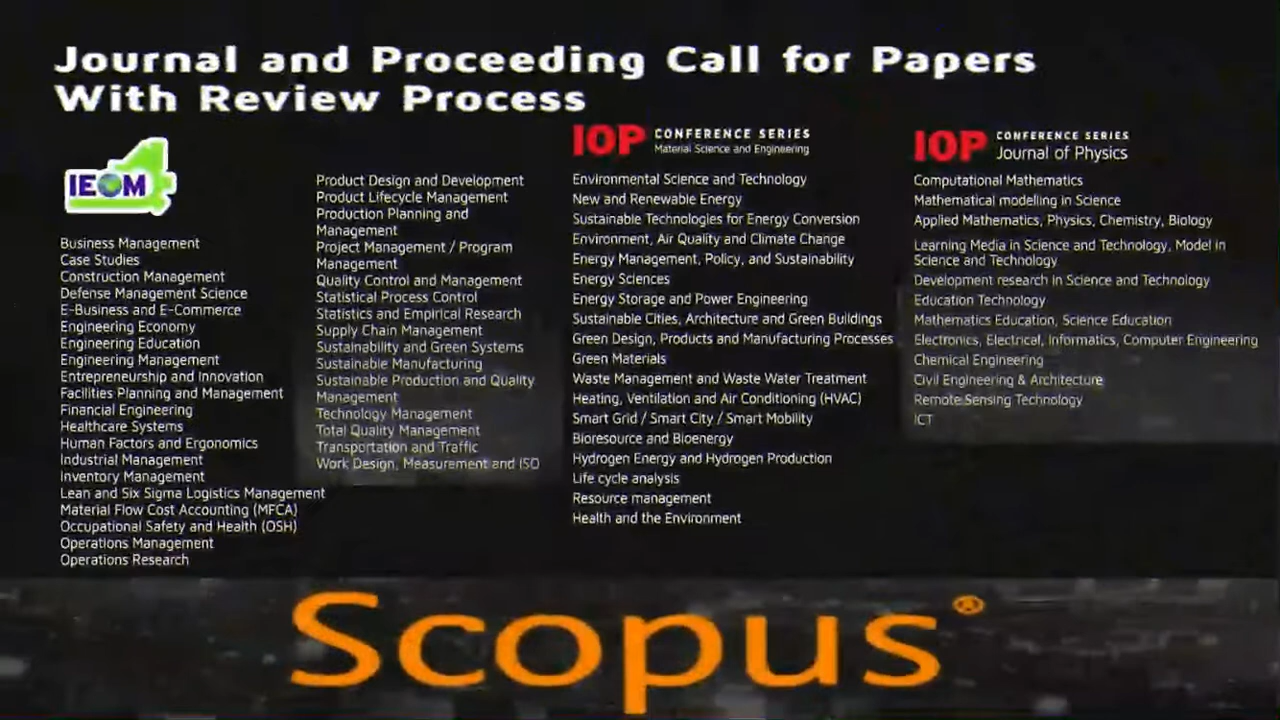 Journal and Proceeding Call for Papers
With Review Process
IEOM
Business Management
Case Studies
Construction Management
Defense Management Science
E-Business and E-Commerce
Engineering Economy
Engineering Education
Engineering Management
Entrepreneurship and Innovation
Facilities Planning and Management
Financial Engineering
Healthcare Systems
Human Factors and Ergonomics
Industrial Management
Inventory Management
Lean and Six Sigma Logistics Management
Material Flow Cost Accounting (MFCA)
Occupational Safety and Health (OSH)
Operations Management
Operations Research
Product Design and Development
Product Lifecycle Management
Production Planning and
Management
Project Management / Program
Management
Quality Control and Management
Statistical Process Control
Statistics and Empirical Research
Supply Chain Management
Sustainability and Green Systems
Sustainable Manufacturing
Sustainable Production and Quality
Management
Technology Management
Total Quality Management
Transportation and Traffic
Work Design, Measurement and ISO
IOP CONFERENCE SERIES
Material Science and Engineering
Environmental Science and Technology
New and Renewable Energy
Sustainable Technologies for Energy Conversion
Environment, Air Quality and Climate Change
Energy Management, Policy, and Sustainability
Energy Sciences
Energy Storage and Power Engineering
Sustainable Cities, Architecture and Green Buildings
Green Design, Products and Manufacturing Processes
Green Materials
Waste Management and Waste Water Treatment
Heating, Ventilation and Air Conditioning (HVAC)
Smart Grid / Smart City / Smart Mobility
Bioresource and Bioenergy
Hydrogen Energy and Hydrogen Production
Life cycle analysis
Resource management
Health and the Environment
IOP CONFERENCE SERIES
Journal of Physics
Computational Mathematics
Mathematical modelling in Science
Applied Mathematics, Physics, Chemistry, Biology
Learning Media in Science and Technology, Model in
Science and Technology
Development research in Science and Technology
Education Technology
Mathematics Education, Science Education
Electronics, Electrical, Informatics, Computer Engineering
Chemical Engineering
Civil Engineering & Architecture
Remote Sensing Technology
ICT
Scopus®